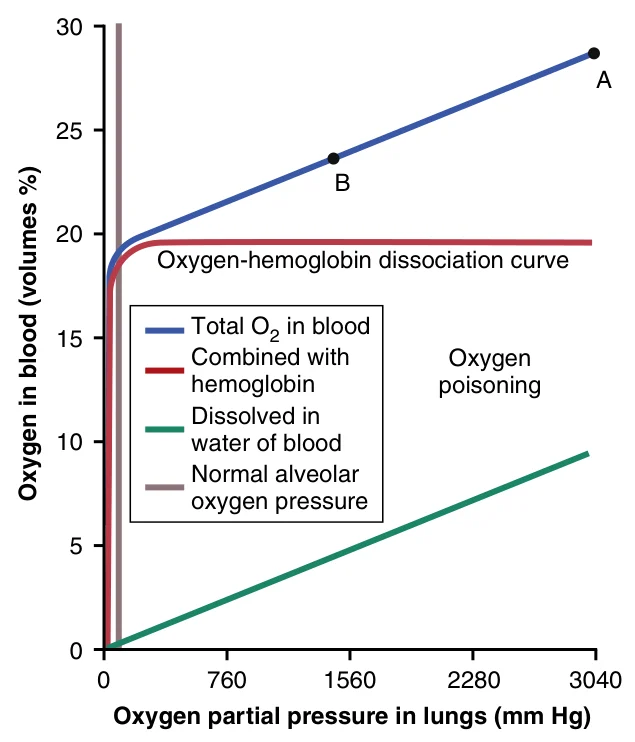 30
25
20
15
10
5
0
Oxygen in blood (volumes %)
A
B
Oxygen-hemoglobin dissociation curve
Total O2 in blood
Combined with
hemoglobin
Dissolved in
water of blood
Normal alveolar
oxygen pressure
Oxygen
poisoning
0 760 1560 2280 3040
Oxygen partial pressure in lungs (mm Hg)